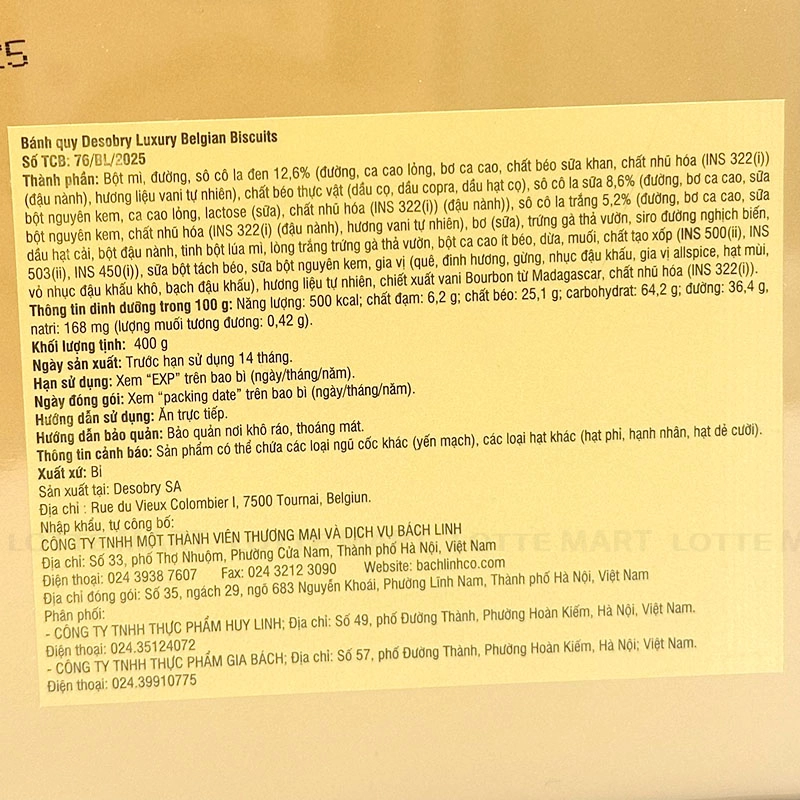 25
Bánh quy Desobry Luxury Belgian Biscuits
Số TCB: 76/BL/2025
Thành phần: Bột mì, đường, sô cô la đen 12,6% (đường, ca cao lỏng, bơ ca cao, chất béo sữa khan, chất nhũ hóa (INS 322(i))
(đậu nành), hương liệu vani tự nhiên), chất béo thực vật (dầu cọ, dầu copra, dầu hạt cọ), sô cô la sữa 8,6% (đường, bơ ca cao, sữa
bột nguyên kem, ca cao lỏng, lactose (sữa), chất nhũ hóa (INS 322(i)) (đậu nành)), sô cô la trắng 5,2% (đường, bơ ca cao, sữa
bột nguyên kem, chất nhũ hóa (INS 322(i) (đậu nành), hương vani tự nhiên), bơ (sữa), trứng gà thả vườn, siro đường nghịch biến,
dầu hạt cải, bột đậu nành, tinh bột lúa mì, lòng trắng trứng gà thả vườn, bột ca cao ít béo, dừa, muối, chất tạo xốp (INS 500(ii), INS
503(ii), INS 450(i)), sữa bột tách béo, sữa bột nguyên kem, gia vị (quế, đinh hương, gừng, nhục đậu khấu, gia vị allspice, hạt mùi,
vỏ nhục đậu khấu khô, bạch đậu khấu), hương liệu tự nhiên, chiết xuất vani Bourbon từ Madagascar, chất nhũ hóa (INS 322(i)).
Thông tin dinh dưỡng trong 100 g: Năng lượng: 500 kcal; chất đạm: 6,2 g; chất béo: 25,1 g; carbohydrat: 64,2 g; đường: 36,4 g,
natri: 168 mg (lượng muối tương đương: 0,42 g).
Khối lượng tịnh: 400 g
Ngày sản xuất: Trước hạn sử dụng 14 tháng.
Hạn sử dụng: Xem “EXP” trên bao bì (ngày/tháng/năm).
Ngày đóng gói: Xem “packing date” trên bao bì (ngày/tháng/năm).
Hướng dẫn sử dụng: Ăn trực tiếp.
Hướng dẫn bảo quản: Bảo quản nơi khô ráo, thoáng mát.
Thông tin cảnh báo: Sản phẩm có thể chứa các loại ngũ cốc khác (yến mạch), các loại hạt khác (hạt phỉ, hạnh nhân, hạt dẻ cười).
Xuất xứ: Bỉ
Sản xuất tại: Desobry SA
Địa chỉ : Rue du Vieux Colombier I, 7500 Tournai, Belgiun.
Nhập khẩu, tự công bố:
CÔNG TY TNHH MỘT THÀNH VIÊN THƯƠNG MẠI VÀ DỊCH VỤ BÁCH LINH
Địa chỉ: Số 33, phố Thợ Nhuộm, Phường Cửa Nam, Thành phố Hà Nội, Việt Nam
Điện thoại: 024 3938 7607 Fax: 024 3212 3090 Website: bachlinhco.com
Địa chỉ đóng gói: Số 35, ngách 29, ngõ 683 Nguyễn Khoái, Phường Lĩnh Nam, Thành phố Hà Nội, Việt Nam
Phân phối:
- CÔNG TY TNHH THỰC PHẨM HUY LINH; Địa chỉ: Số 49, phố Đường Thành, Phường Hoàn Kiếm, Hà Nội, Việt Nam.
Điện thoại: 024.35124072
- CÔNG TY TNHH THỰC PHẨM GIA BÁCH; Địa chỉ: Số 57, phố Đường Thành, Phường Hoàn Kiếm, Hà Nội; Việt Nam.
Điện thoại: 024.39910775
LOTTE MART LOTTE M